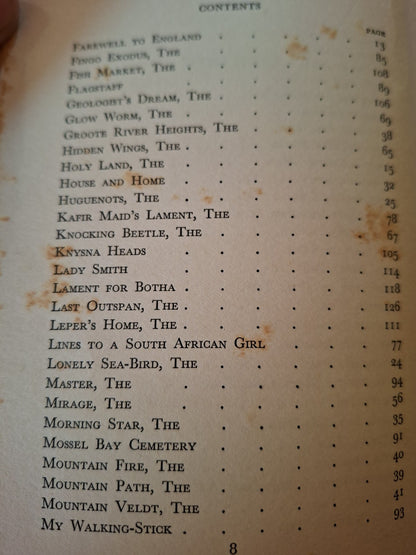 CONTENTS
PAGE
FAREWELL TO ENGLAND . . . . . 13
FINGO EXODUS, THE . . . . . 85
FISH MARKET, THE . . . . . 108
FLAGSTAFF . . . . . 89
GEOLOGIST'S DREAM, THE . . . . . 106
GLOW WORM, THE . . . . . 69
GROOTE RIVER HEIGHTS, THE . . . . 38
HIDDEN WINGS, THE . . . . . 65
HOLY LAND, THE . . . . . 15
HOUSE AND HOME . . . . . 32
HUGUENOTS, THE . . . . . 25
KAFIR MAID'S LAMENT, THE . . . . 78
KNOCKING BEETLE, THE . . . . 67
KNYSNA HEADS . . . . . 105
LADY SMITH . . . . . 114
LAMENT FOR BOTHA . . . . . 118
LAST OUTSPAN, THE . . . . . 126
LEPER'S HOME, THE . . . . . 111
LINES TO A SOUTH AFRICAN GIRL . . . 77
LONELY SEA-BIRD, THE . . . . 24
MASTER, THE . . . . . 94
MIRAGE, THE . . . . . 56
MORNING STAR, THE . . . . 35
MOSSEL BAY CEMETERY . . . . 91
MOUNTAIN FIRE, THE . . . . 40
MOUNTAIN PATH, THE . . . . 39
MOUNTAIN VELDT, THE . . . . 41
MY WALKING-STICK . . . . . 93
8